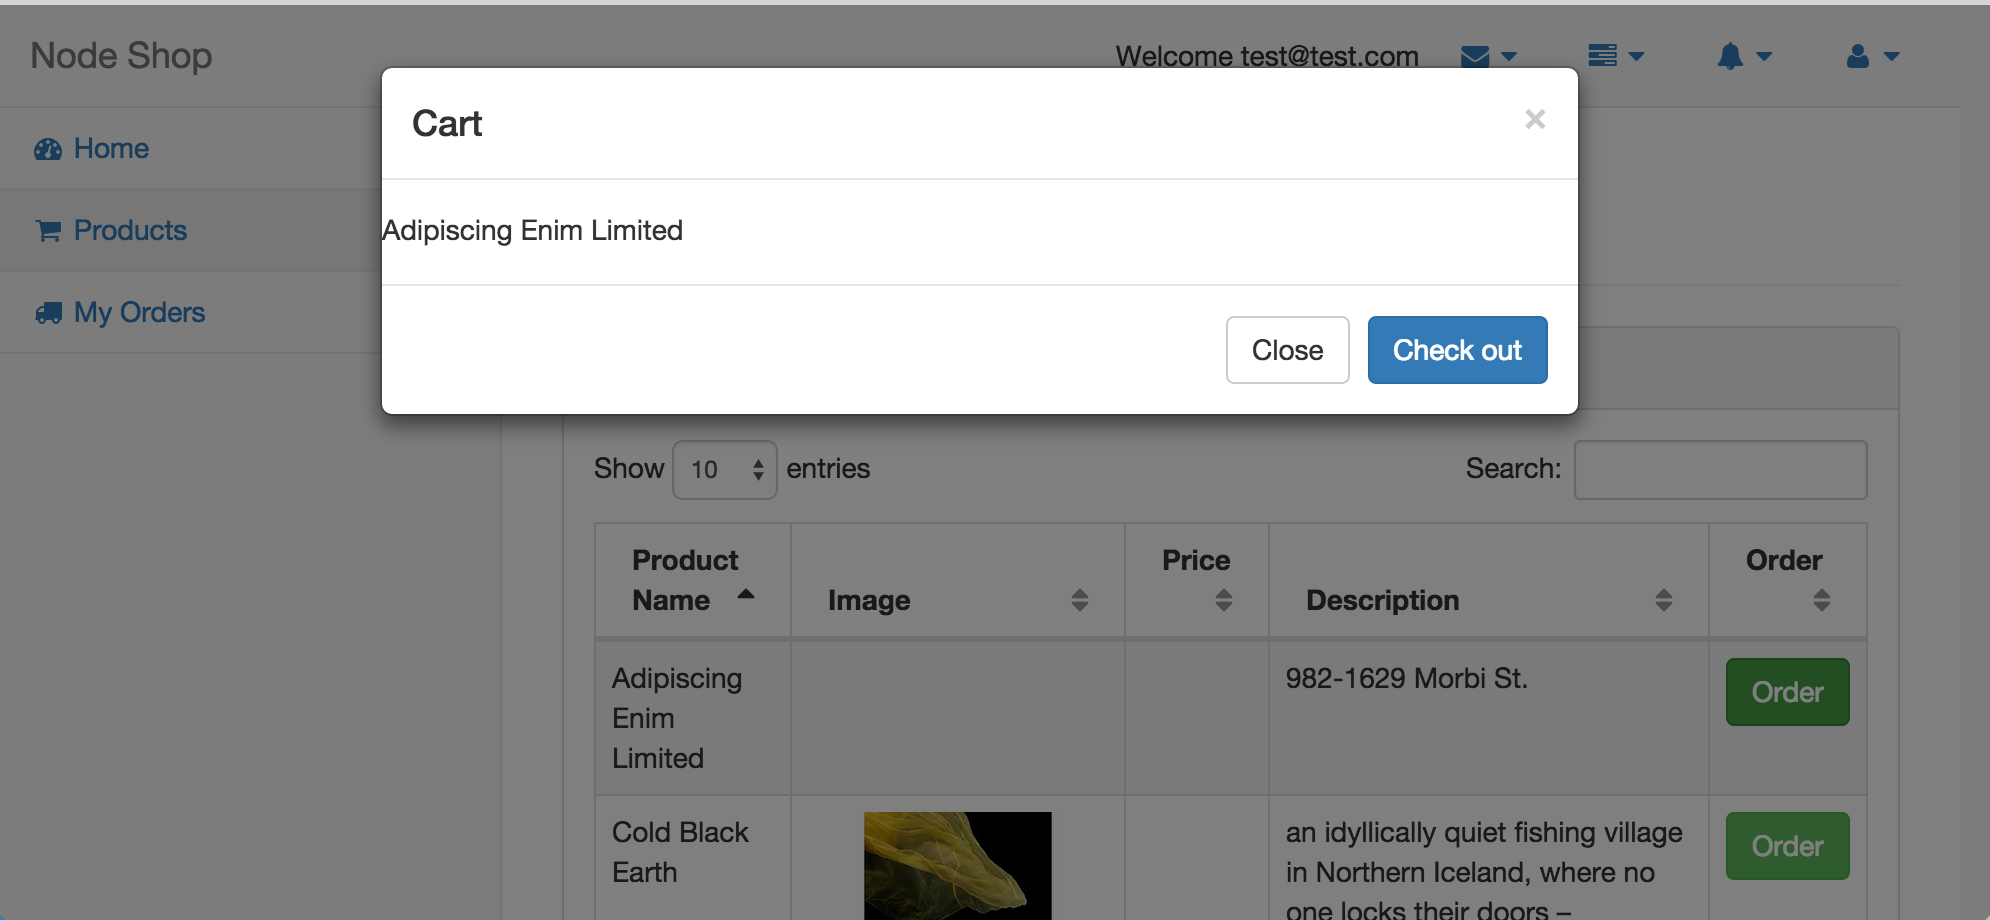 Node Shop
Welcome test@test.com
Cart
×
Home
Products
My Orders
Adipiscing Enim Limited
Close
Check out
Show 10 entries
Search:
Product
Name
Image
Price
Description
Order
Adipiscing
Enim
Limited
982-1629 Morbi St.
Order
Cold Black
Earth
an idyllically quiet fishing village
in Northern Iceland, where no
one locks their doors –
Order